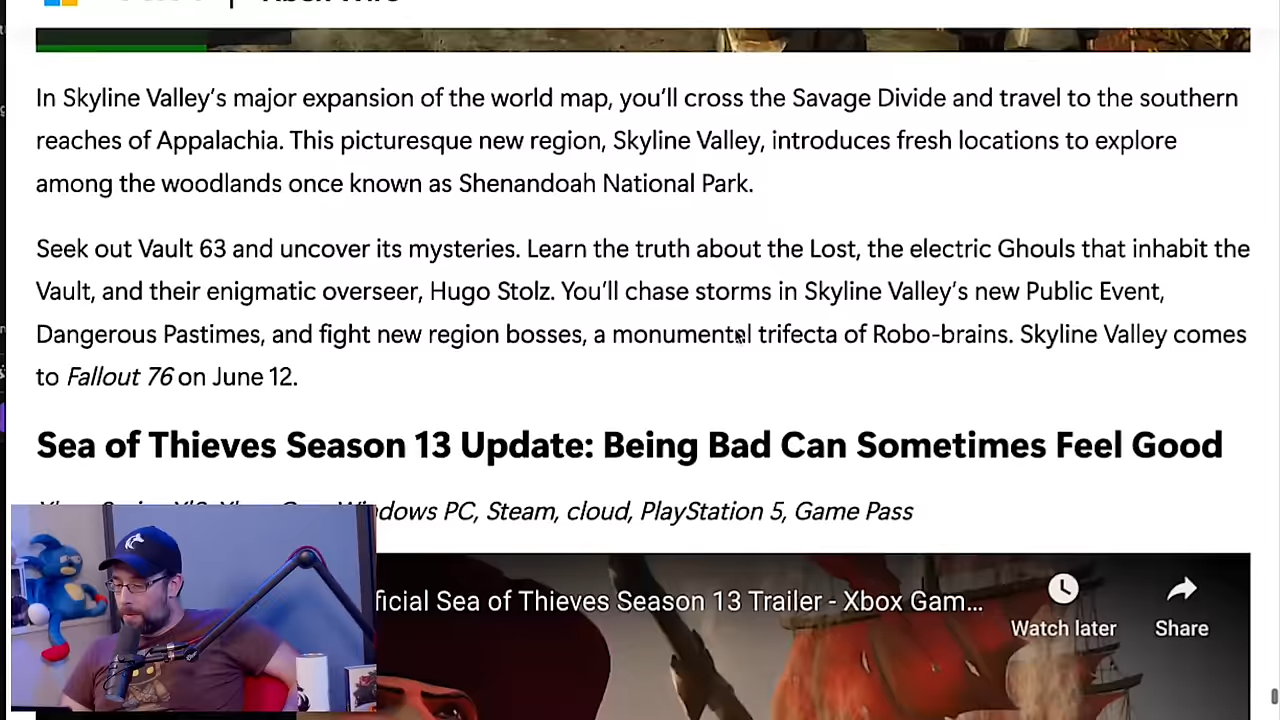 In Skyline Valley’s major expansion of the world map, you’ll cross the Savage Divide and travel to the southern
reaches of Appalachia. This picturesque new region, Skyline Valley, introduces fresh locations to explore
among the woodlands once known as Shenandoah National Park.
Seek out Vault 63 and uncover its mysteries. Learn the truth about the Lost, the electric Ghouls that inhabit the
Vault, and their enigmatic overseer, Hugo Stolz. You’ll chase storms in Skyline Valley’s new Public Event,
Dangerous Pastimes, and fight new region bosses, a monumental trifecta of Robo-brains. Skyline Valley comes
to Fallout 76 on June 12.
Sea of Thieves Season 13 Update: Being Bad Can Sometimes Feel Good
dows PC, Steam, cloud, PlayStation 5, Game Pass
ficial Sea of Thieves Season 13 Trailer - Xbox Gam...
Watch later
Share